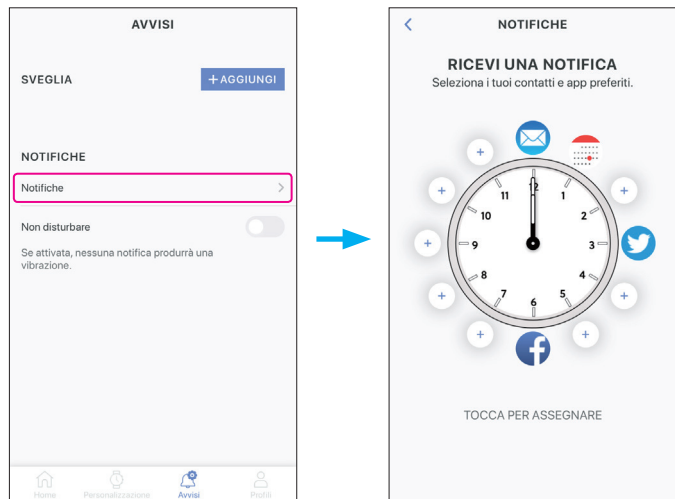 AVVISI
SVEGLIA
+ AGGIUNGI
NOTIFICHE
Notifiche
Non disturbare
Se attivata, nessuna notifica produrrà una
vibrazione.
Home
Personalizzazione
Avvisi
Profili
NOTIFICHE
RICEVI UNA NOTIFICA
Seleziona i tuoi contatti e app preferiti.
12
1
2
3
4
5
6
7
8
9
10
11
TOCCA PER ASSEGNARE